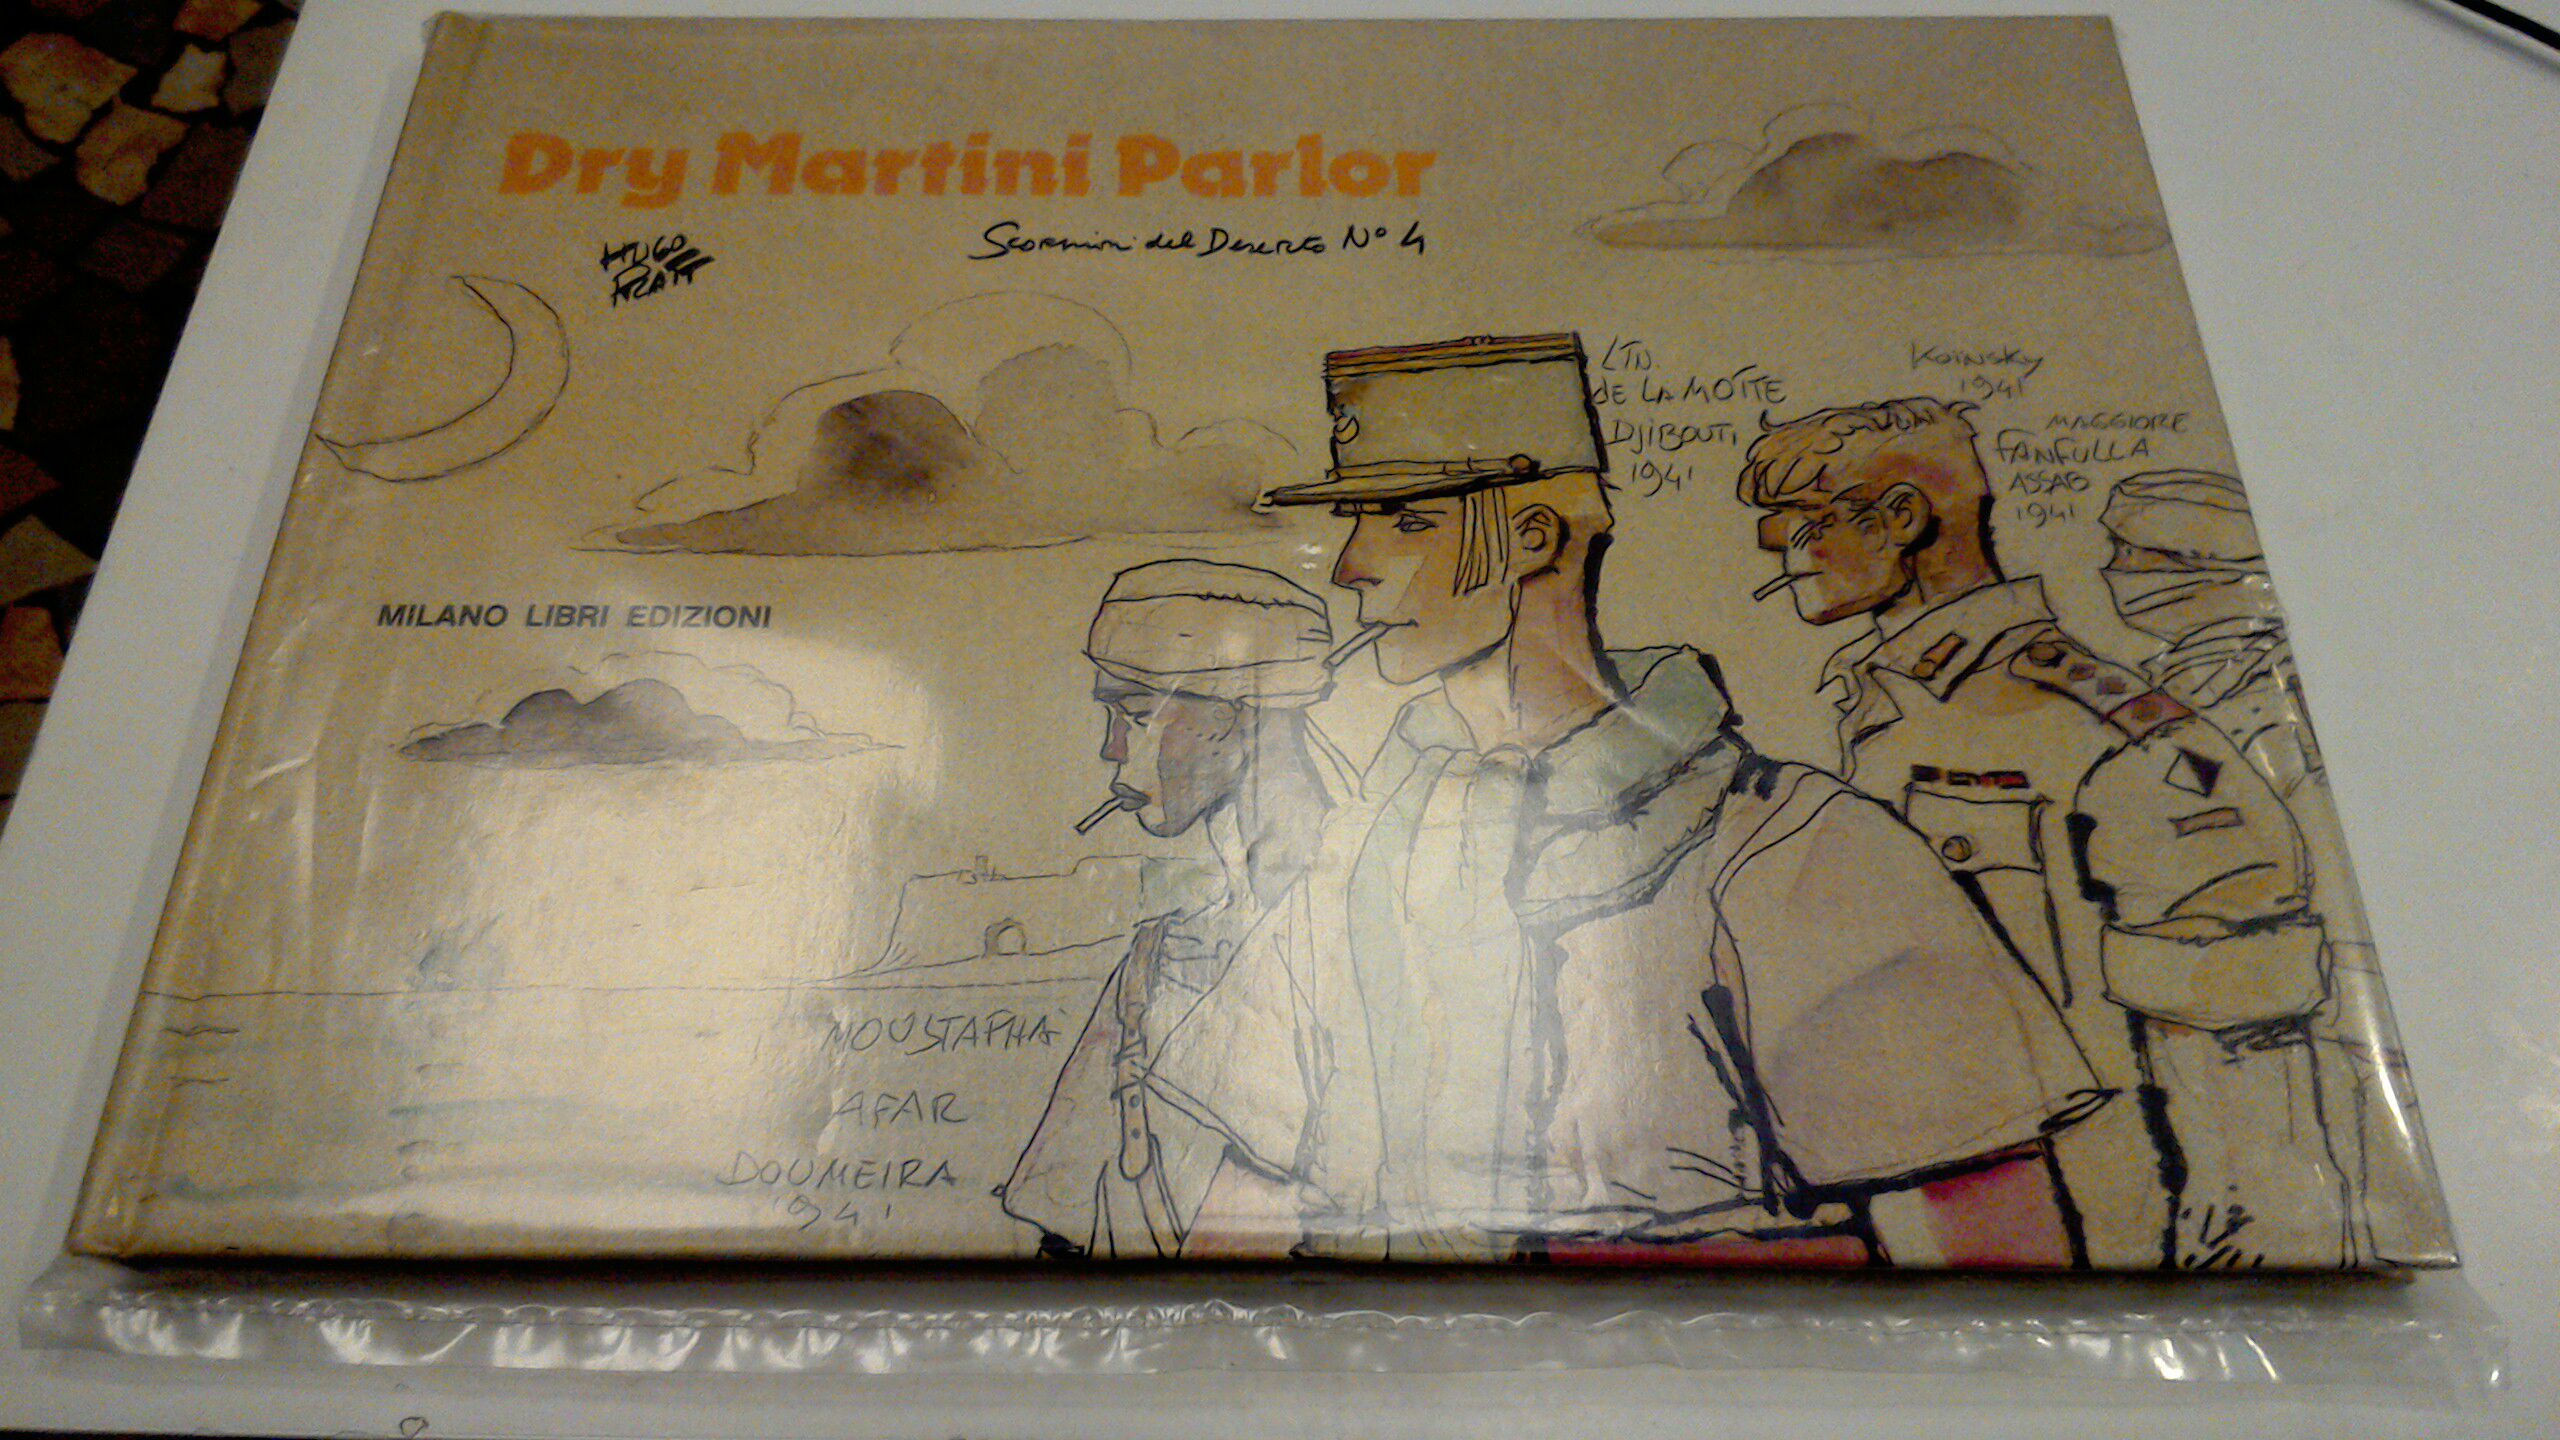 Dry Martini Parlor
HUGO
PRATT
Scorpioni del Deserto N° 4
LTN.
de LA MOTTE
DJIBOUTI
1941
KOINSKY
1941
MAGGIORE
FANFULLA
ASSAB
1941
MILANO LIBRI EDIZIONI
MOUSTAFHA'
AFAR
DOUMEIRA
1941